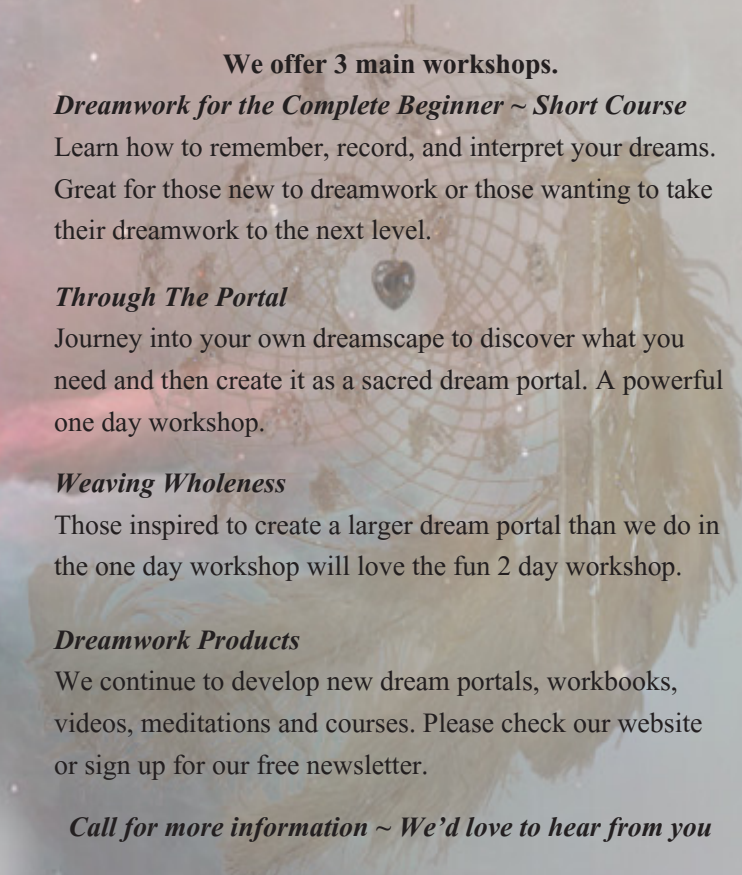 We offer 3 main workshops.
Dreamwork for the Complete Beginner ~ Short Course
Learn how to remember, record, and interpret your dreams.
Great for those new to dreamwork or those wanting to take
their dreamwork to the next level.
Through The Portal
Journey into your own dreamscape to discover what you
need and then create it as a sacred dream portal. A powerful
one day workshop.
Weaving Wholeness
Those inspired to create a larger dream portal than we do in
the one day workshop will love the fun 2 day workshop.
Dreamwork Products
We continue to develop new dream portals, workbooks,
videos, meditations and courses. Please check our website
or sign up for our free newsletter.
Call for more information ~ We’d love to hear from you